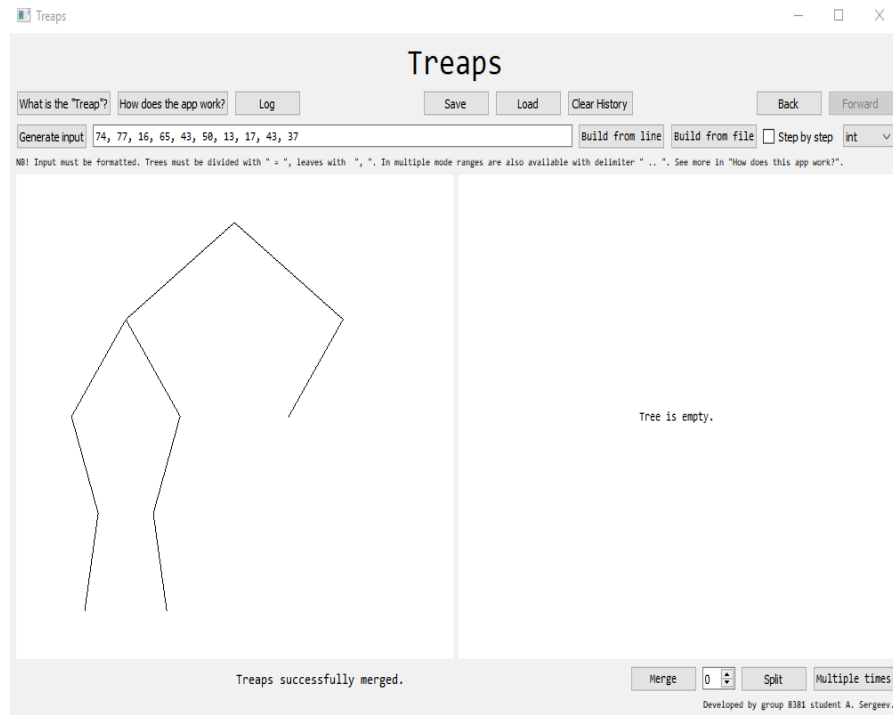 Treaps
Treaps
What is the "Treap"? How does the app work? Log Save Load Clear History Back Forward
Generate input 74, 77, 16, 65, 43, 50, 13, 17, 43, 37 Build from line Build from file Step by step int
NB! Input must be formatted. Trees must be divided with " = ", leaves with ", ". In multiple mode ranges are also available with delimiter " .. ". See more in "How does this app work?".
Tree is empty.
Treaps successfully merged. Merge 0 Split Multiple times
Developed by group 8381 student A. Sergeev.